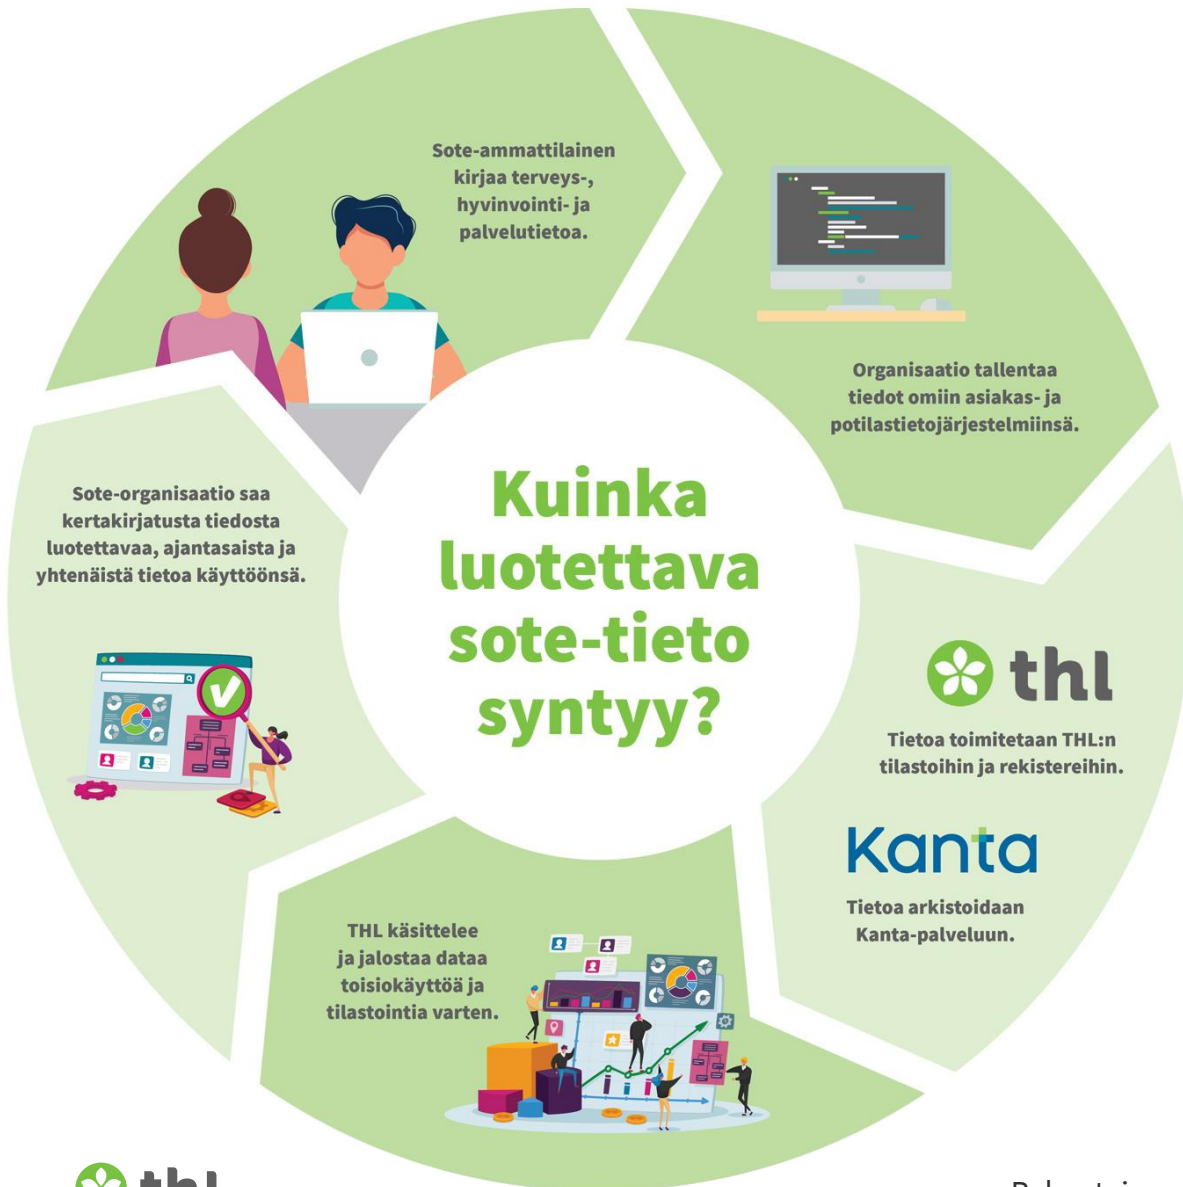 Sote-ammattilainen
kirjaa terveys-,
hyvinvointi- ja
palvelutietoa.
Organisaatio tallentaa
tiedot omiin asiakas- ja
potilastietojärjestelmiinsä.
thl
Tietoa toimitetaan THL:n
tilastoihin ja rekistereihin.
Kanta
Tietoa arkistoidaan
Kanta-palveluun.
THL käsittelee
ja jalostaa dataa
toisiokäyttöä ja
tilastointia varten.
Sote-organisaatio saa
kertakirjatusta tiedosta
luotettavaa, ajantasaista ja
yhtenäistä tietoa käyttöönsä.
Kuinka
luotettava
sote-tieto
syntyy?
thl